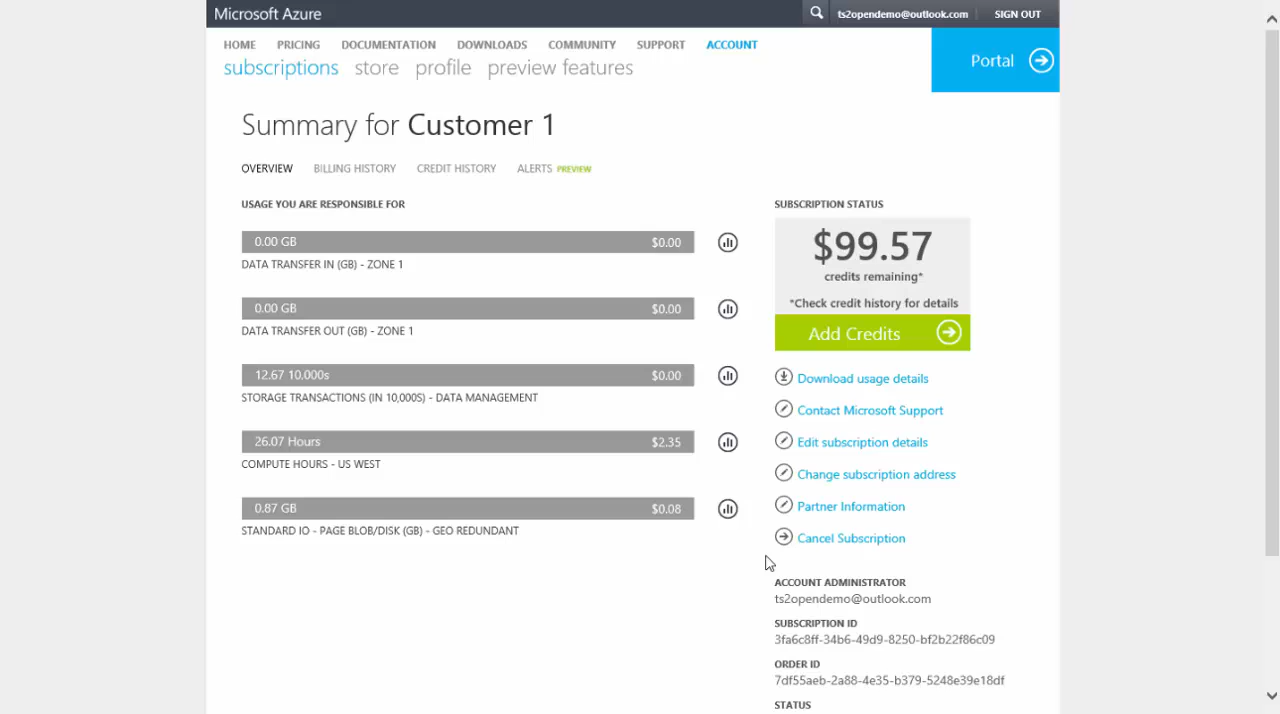 Microsoft Azure
ts2opendemo@outlook.com
SIGN OUT
HOME PRICING DOCUMENTATION DOWNLOADS COMMUNITY SUPPORT ACCOUNT
subscriptions store profile preview features
Portal
Summary for Customer 1
OVERVIEW BILLING HISTORY CREDIT HISTORY ALERTS PREVIEW
USAGE YOU ARE RESPONSIBLE FOR
0.00 GB $0.00
DATA TRANSFER IN (GB) - ZONE 1
0.00 GB $0.00
DATA TRANSFER OUT (GB) - ZONE 1
12.67 10,000s $0.00
STORAGE TRANSACTIONS (IN 10,000S) - DATA MANAGEMENT
26.07 Hours $2.35
COMPUTE HOURS - US WEST
0.87 GB $0.08
STANDARD IO - PAGE BLOB/DISK (GB) - GEO REDUNDANT
SUBSCRIPTION STATUS
$99.57
credits remaining*
*Check credit history for details
Add Credits
Download usage details
Contact Microsoft Support
Edit subscription details
Change subscription address
Partner Information
Cancel Subscription
ACCOUNT ADMINISTRATOR
ts2opendemo@outlook.com
SUBSCRIPTION ID
3fa6c8ff-34b6-49d9-8250-bf2b22f86c09
ORDER ID
7df55aeb-2a88-4e35-b379-5248e39e18df
STATUS